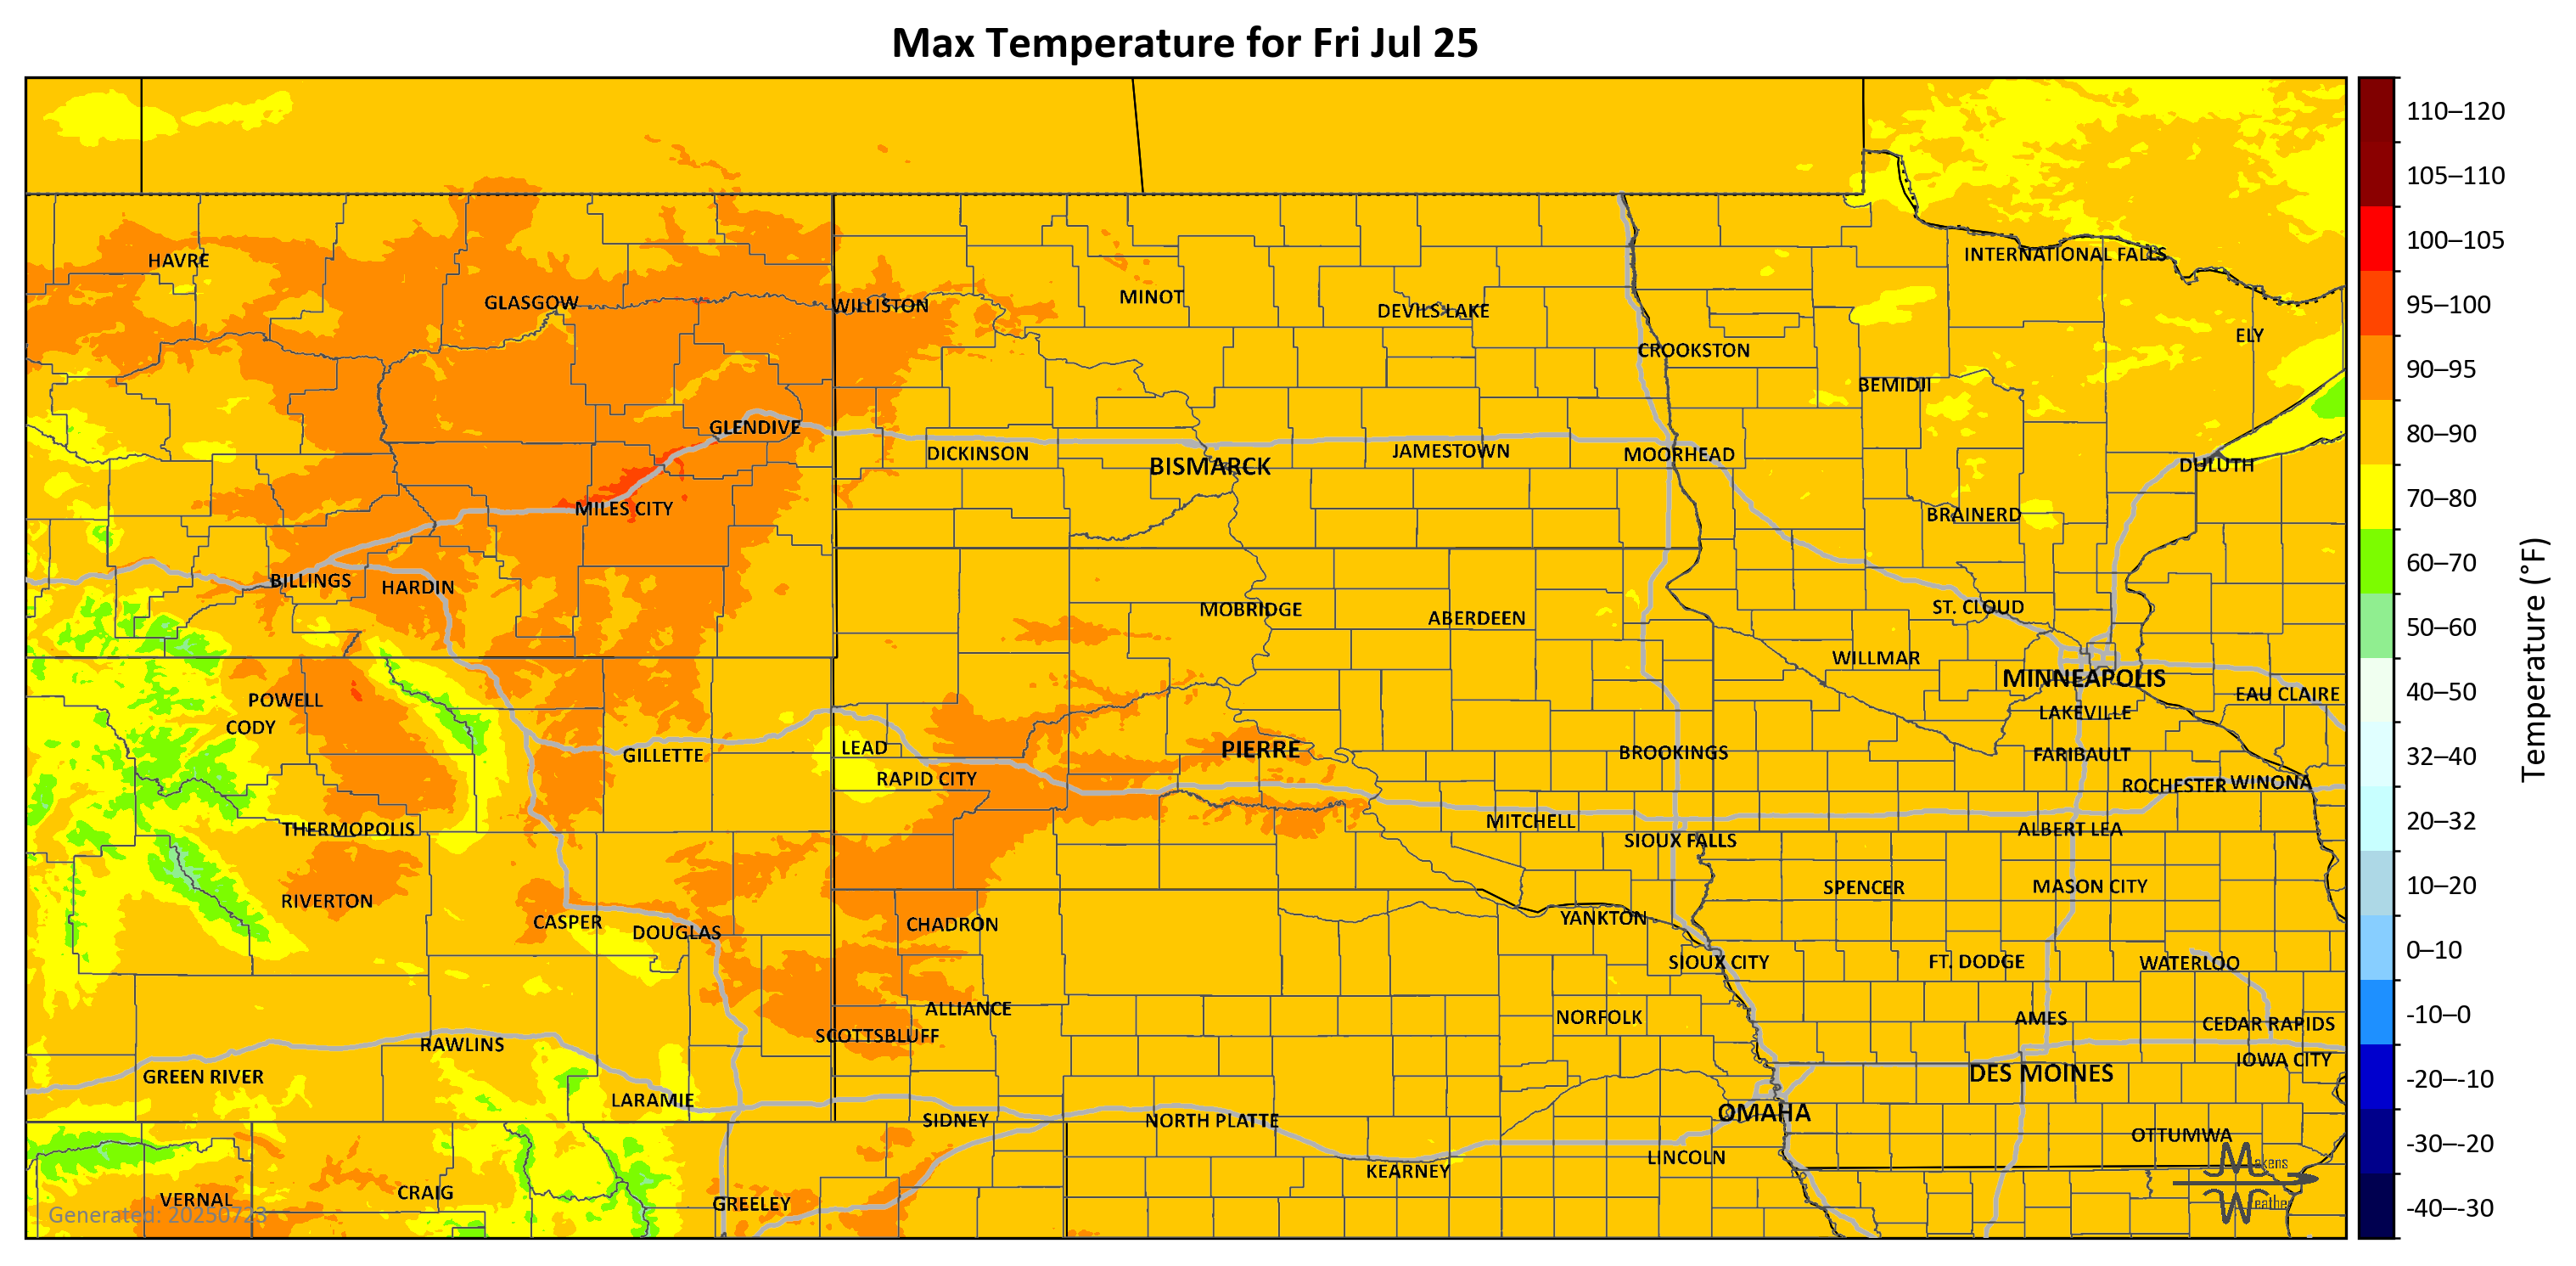 Max Temperature for Fri Jul 25
110–120
105–110
100–105
95–100
90–95
80–90
70–80
60–70
50–60
40–50
32–40
20–32
10–20
0–10
-10–0
-20–-10
-30–-20
-40–-30
Temperature (°F)
HAVRE
INTERNATIONAL FALLS
GLASGOW
WILLISTON
MINOT
DEVILS LAKE
ELY
CROOKSTON
BEMIDJI
GLENDIVE
DICKINSON
BISMARCK
JAMESTOWN
MOORHEAD
DULUTH
MILES CITY
BRAINERD
BILLINGS
HARDIN
MOBRIDGE
ABERDEEN
ST. CLOUD
WILLMAR
MINNEAPOLIS
EAU CLAIRE
POWELL
CODY
LAKEVILLE
GILLETTE
LEAD
PIERRE
BROOKINGS
FARIBAULT
RAPID CITY
ROCHESTER
WINONA
THERMOPOLIS
MITCHELL
SIOUX FALLS
ALBERT LEA
RIVERTON
SPENCER
MASON CITY
CASPER
DOUGLAS
CHADRON
YANKTON
SIOUX CITY
FT. DODGE
WATERLOO
ALLIANCE
NORFOLK
AMES
CEDAR RAPIDS
SCOTTSBLUFF
RAWLINS
IOWA CITY
GREEN RIVER
DES MOINES
LARAMIE
SIDNEY
NORTH PLATTE
OMAHA
OTTUMWA
KEARNEY
LINCOLN
VERNAL
CRAIG
GREELEY
Generated: 20250723
Makens
Weather